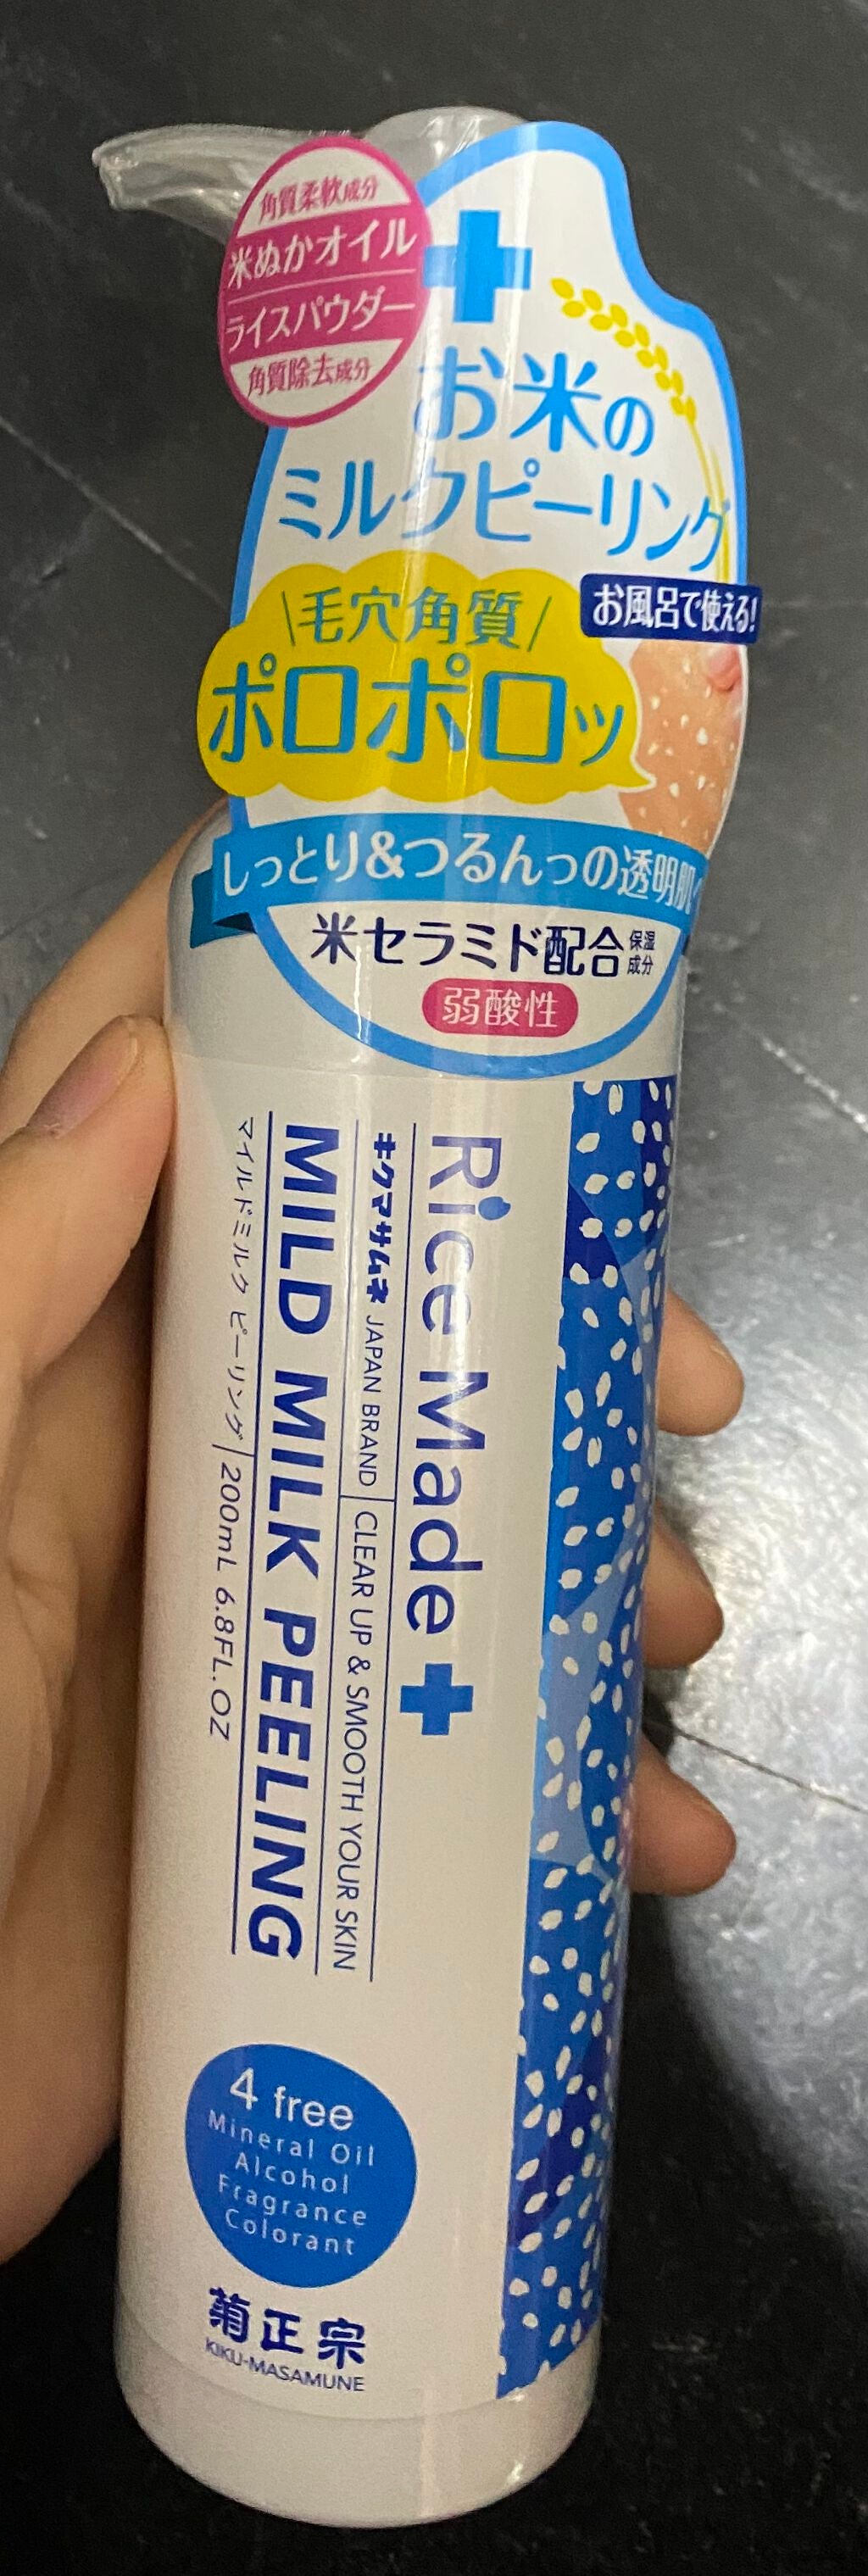 角質柔軟成分
米ぬかオイル
ライスパウダー
角質除去成分
お米の
ミルクピーリング
お風呂で使える!
\毛穴角質/
ポロポロッ
しっとり&つるんっの透明肌へ
米セラミド配合 保湿成分
弱酸性
Rice Made+
キクマサムネ JAPAN BRAND | CLEAR UP & SMOOTH YOUR SKIN
MILD MILK PEELING
マイルドミルク ピーリング | 200mL 6.8FL.OZ
4 free
Mineral Oil
Alcohol
Fragrance
Colorant
菊正宗
KIKU-MASAMUNE